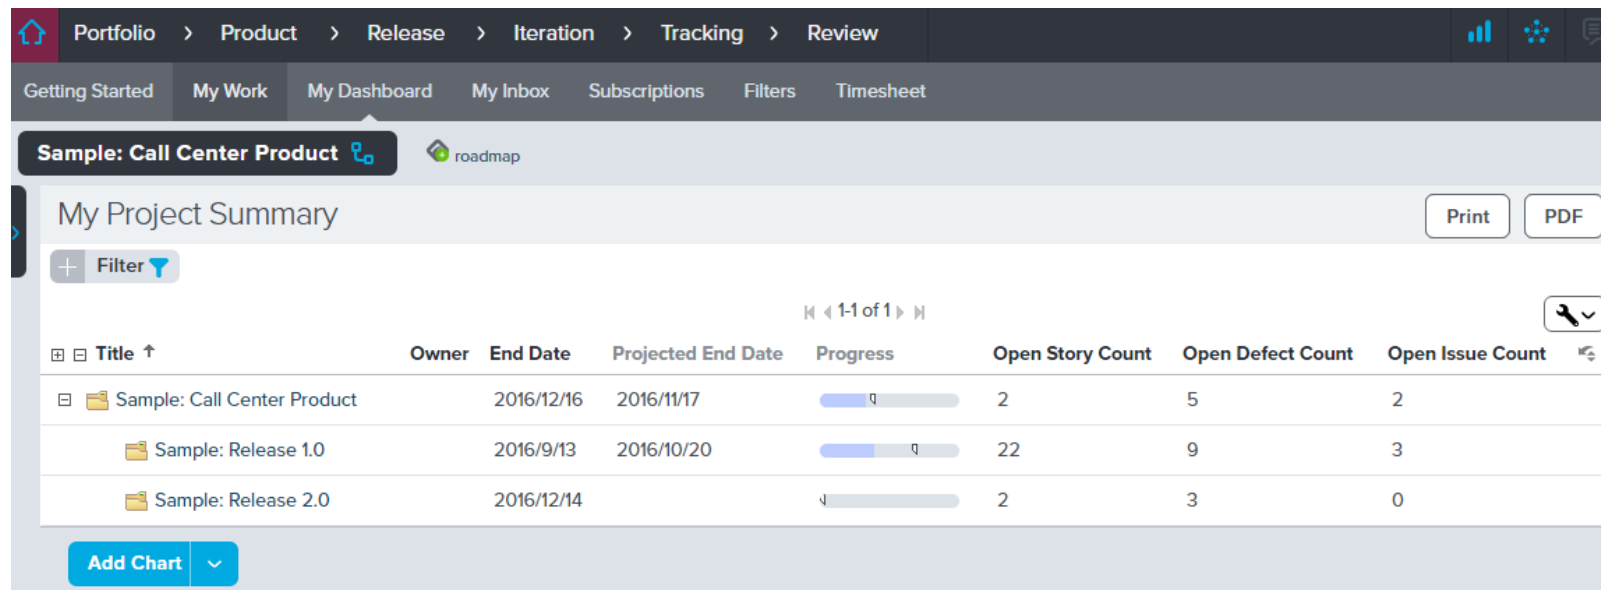 Portfolio > Product > Release > Iteration > Tracking > Review
Getting Started My Work My Dashboard My Inbox Subscriptions Filters Timesheet
Sample: Call Center Product roadmap
My Project Summary Print PDF
Filter
1-1 of 1
Title Owner End Date Projected End Date Progress Open Story Count Open Defect Count Open Issue Count
Sample: Call Center Product 2016/12/16 2016/11/17 2 5 2
Sample: Release 1.0 2016/9/13 2016/10/20 22 9 3
Sample: Release 2.0 2016/12/14 2 3 0
Add Chart